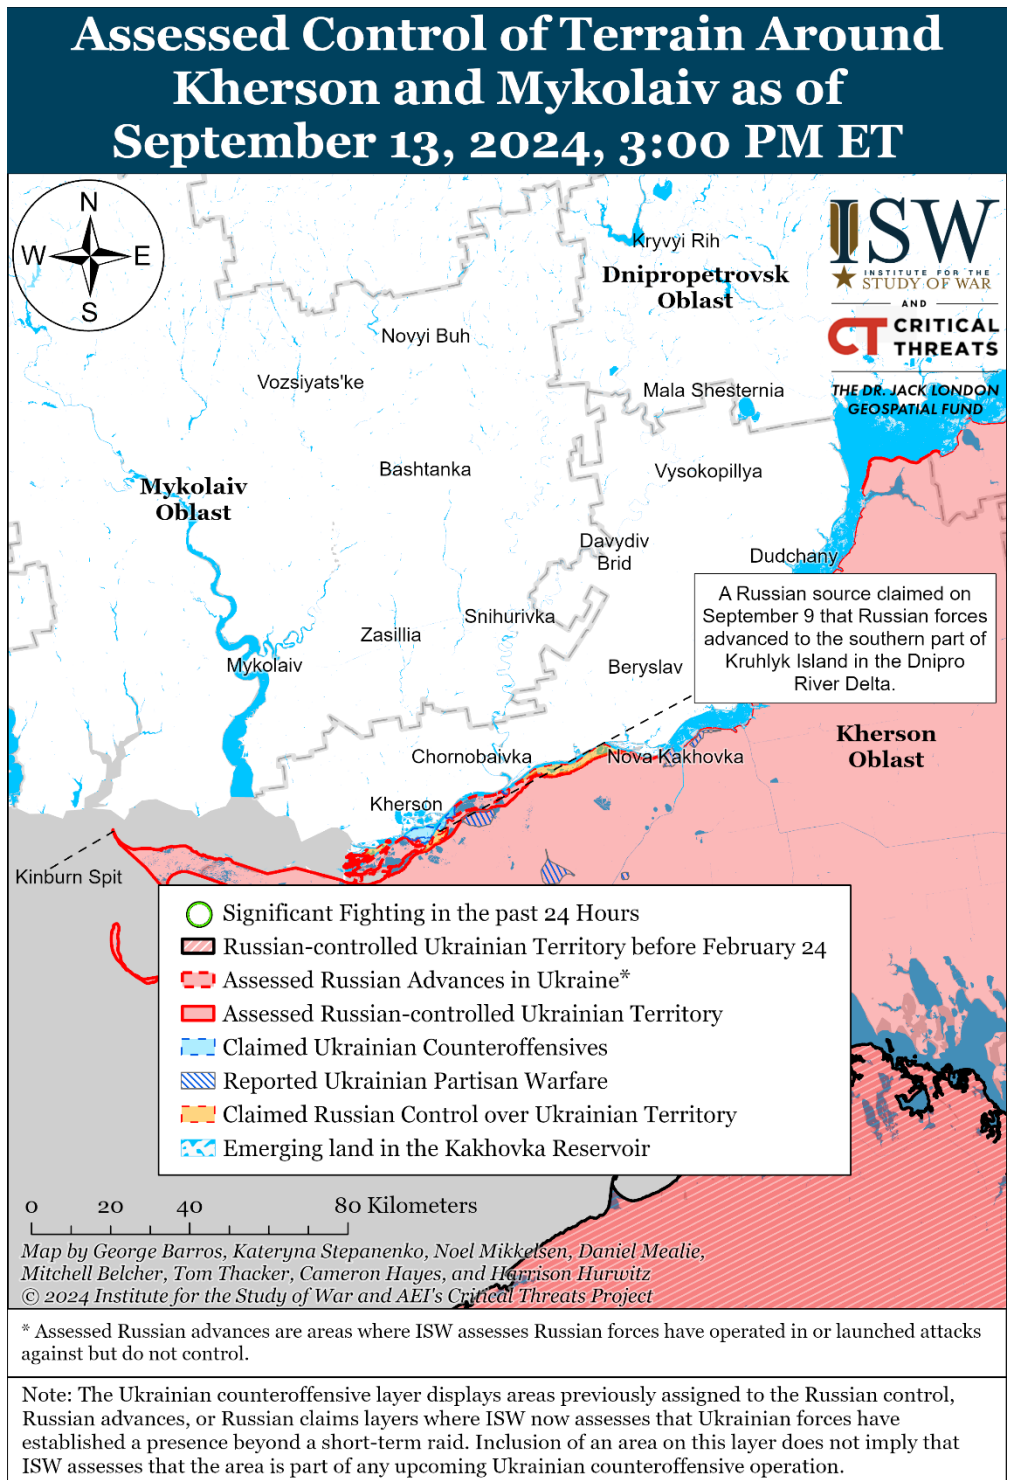 Assessed Control of Terrain Around
Kherson and Mykolaiv as of
September 13, 2024, 3:00 PM ET
N
W
E
S
ISW
INSTITUTE FOR THE
STUDY OF WAR
AND
CT CRITICAL
THREATS
THE DR. JACK LONDON
GEOSPATIAL FUND
Kryvyi Rih
Dnipropetrovsk
Oblast
Novyi Buh
Vozsiyats'ke
Mala Shesternia
Bashtanka
Vysokopillya
Mykolaiv
Oblast
Davydiv
Brid
Dudchany
A Russian source claimed on
September 9 that Russian forces
advanced to the southern part of
Kruhlyk Island in the Dnipro
River Delta.
Snihurivka
Zasillia
Mykolaiv
Beryslav
Kherson
Oblast
Chornobaivka
Nova Kakhovka
Kherson
Kinburn Spit
Significant Fighting in the past 24 Hours
Russian-controlled Ukrainian Territory before February 24
Assessed Russian Advances in Ukraine*
Assessed Russian-controlled Ukrainian Territory
Claimed Ukrainian Counteroffensives
Reported Ukrainian Partisan Warfare
Claimed Russian Control over Ukrainian Territory
Emerging land in the Kakhovka Reservoir
0 20 40 80 Kilometers
Map by George Barros, Kateryna Stepanenko, Noel Mikkelsen, Daniel Mealie,
Mitchell Belcher, Tom Thacker, Cameron Hayes, and Harrison Hurwitz
© 2024 Institute for the Study of War and AEI's Critical Threats Project
* Assessed Russian advances are areas where ISW assesses Russian forces have operated in or launched attacks
against but do not control.
Note: The Ukrainian counteroffensive layer displays areas previously assigned to the Russian control,
Russian advances, or Russian claims layers where ISW now assesses that Ukrainian forces have
established a presence beyond a short-term raid. Inclusion of an area on this layer does not imply that
ISW assesses that the area is part of any upcoming Ukrainian counteroffensive operation.